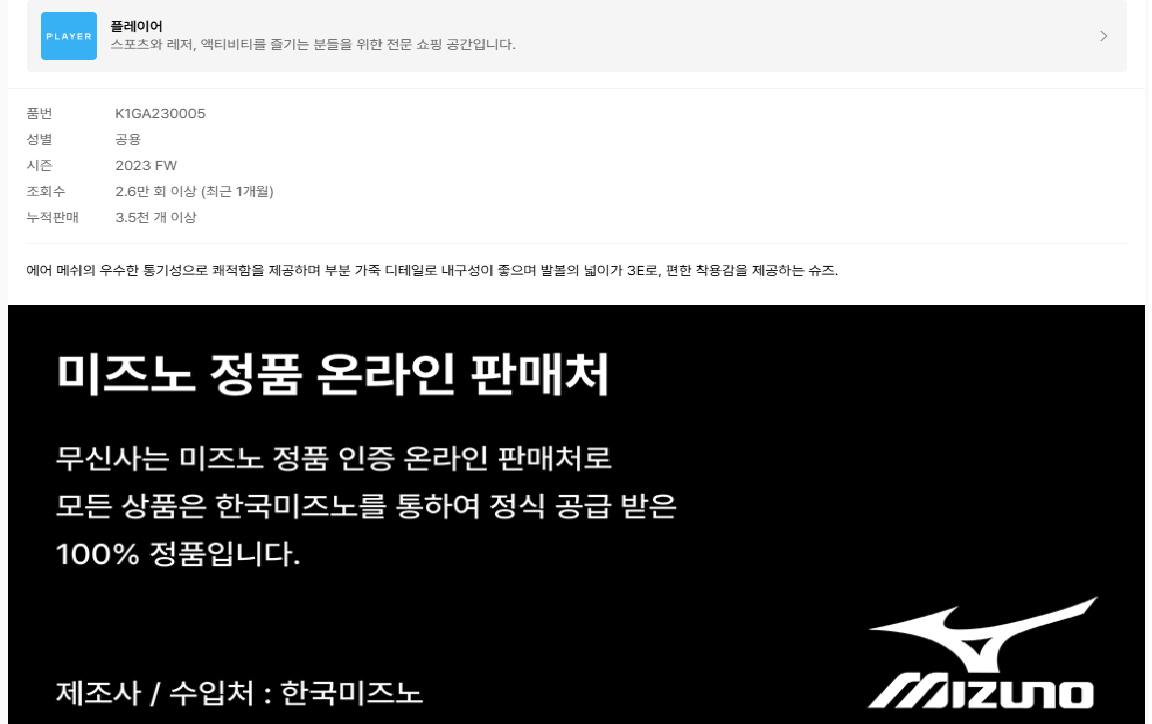 PLAYER
플레이어
스포츠와 레저, 액티비티를 즐기는 분들을 위한 전문 쇼핑 공간입니다.
품번 K1GA230005
성별 공용
시즌 2023 FW
조회수 2.6만 회 이상 (최근 1개월)
누적판매 3.5천 개 이상
에어 메쉬의 우수한 통기성으로 쾌적함을 제공하며 부분 가죽 디테일로 내구성이 좋으며 발볼의 넓이가 3E로, 편한 착용감을 제공하는 슈즈.
미즈노 정품 온라인 판매처
무신사는 미즈노 정품 인증 온라인 판매처로
모든 상품은 한국미즈노를 통하여 정식 공급 받은
100% 정품입니다.
제조사 / 수입처 : 한국미즈노
MIZUNO